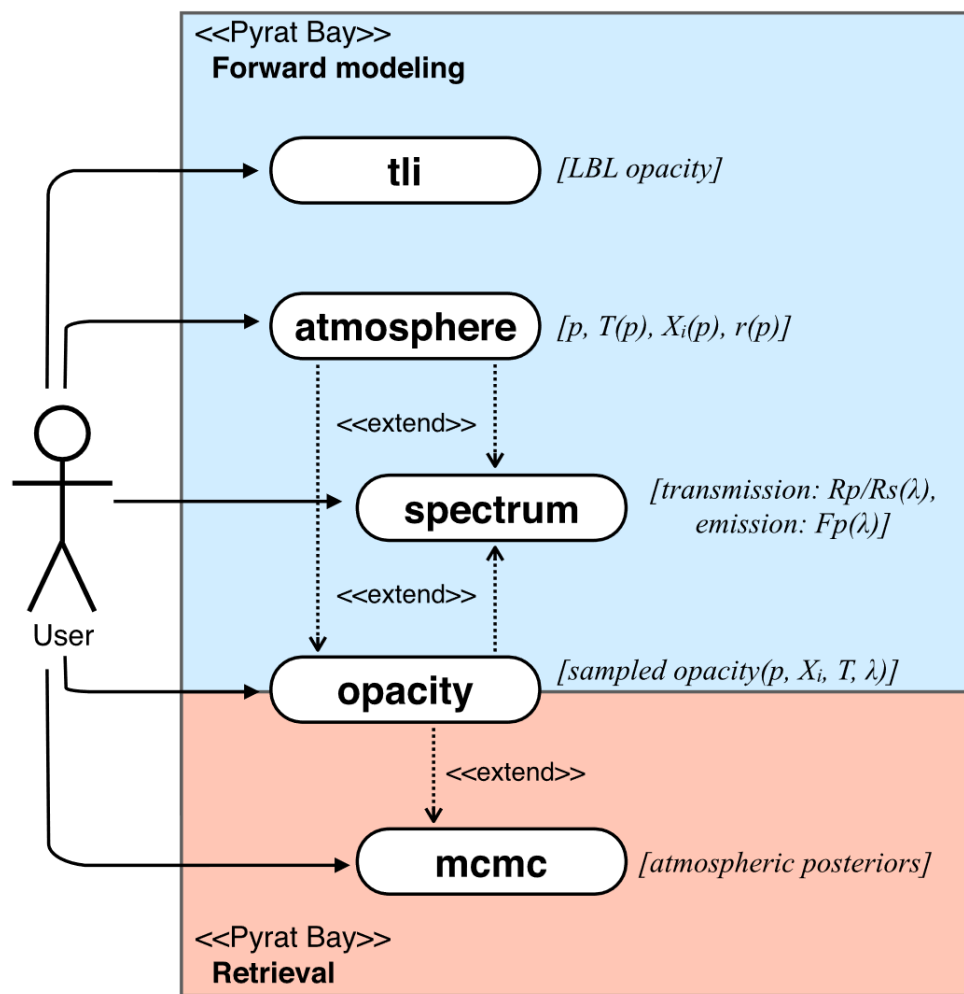 <<Pyrat Bay>>
Forward modeling
tli
[LBL opacity]
atmosphere
[p, T(p), Xi(p), r(p)]
<<extend>>
spectrum
[transmission: Rp/Rs(λ),
emission: Fp(λ)]
<<extend>>
User
opacity
[sampled opacity(p, Xi, T, λ)]
<<extend>>
mcmc
[atmospheric posteriors]
<<Pyrat Bay>>
Retrieval